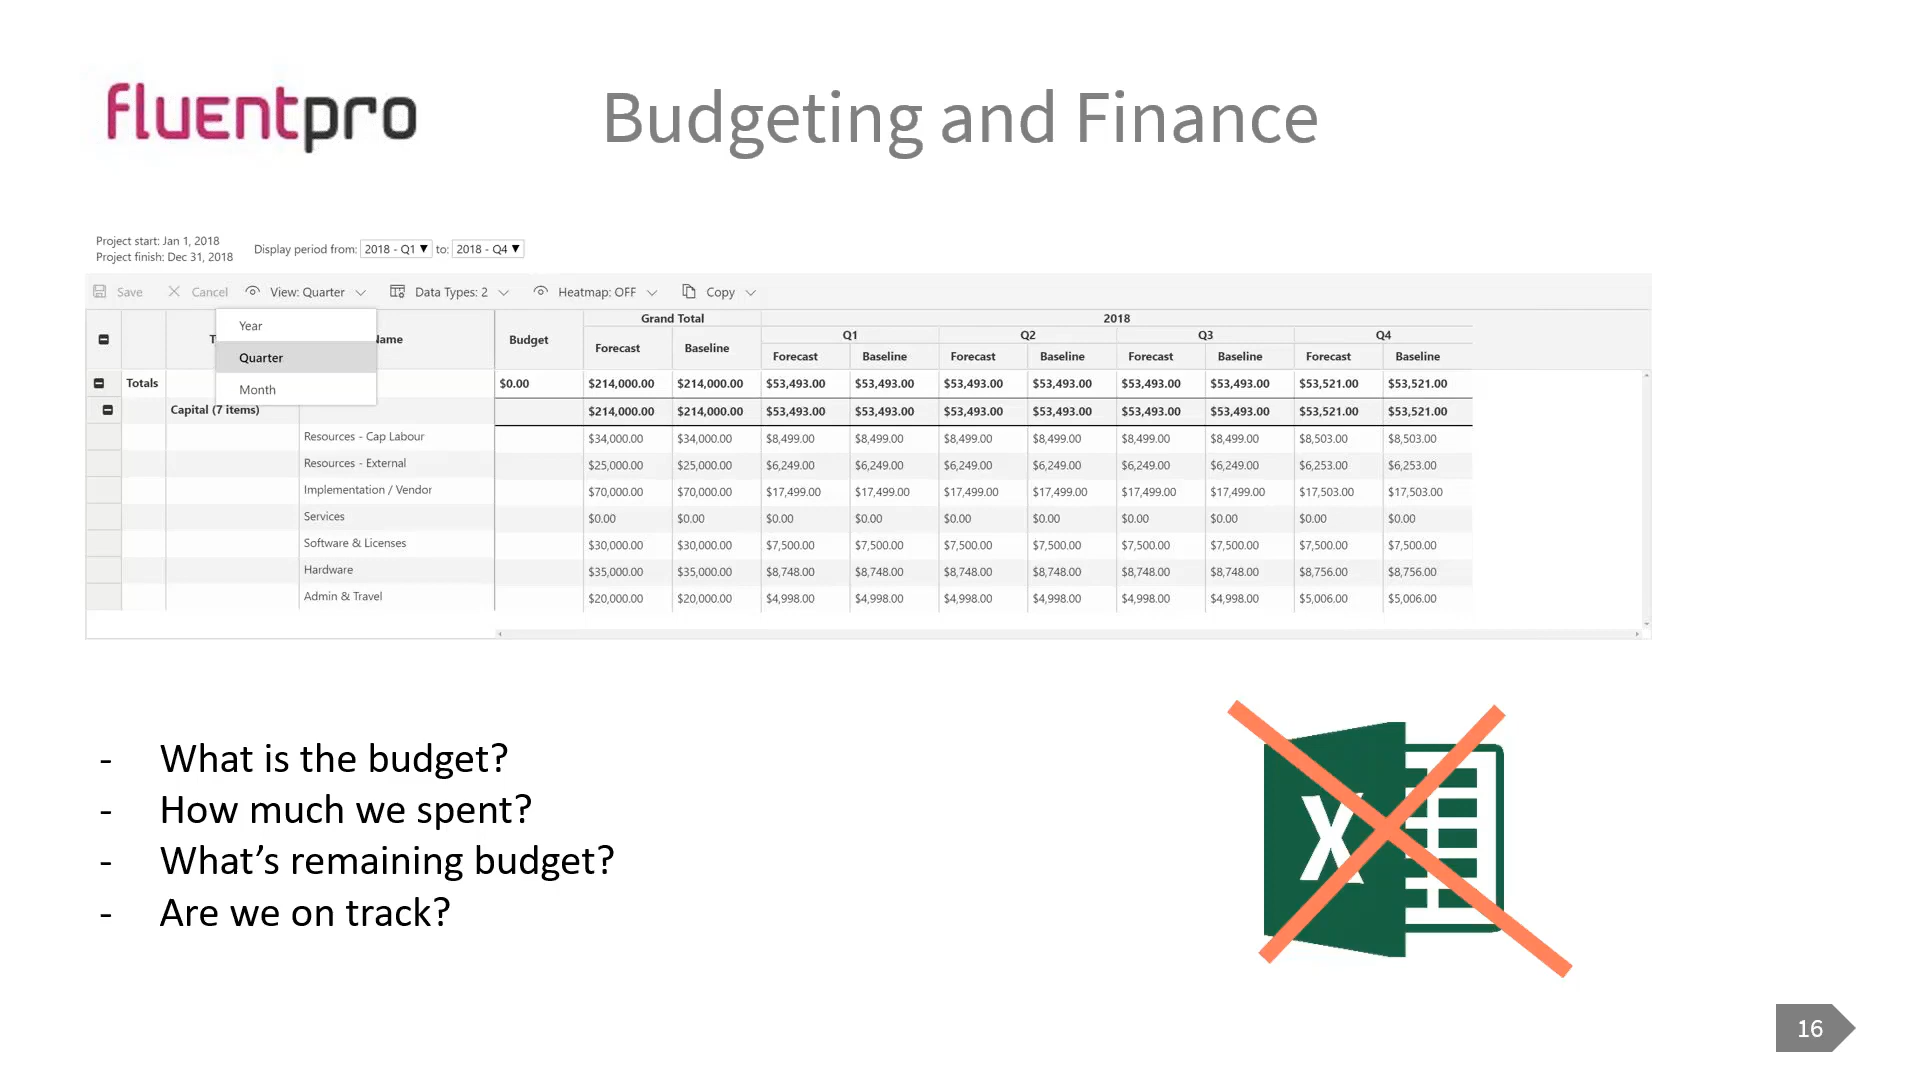 fluentpro
Budgeting and Finance
Project start: Jan 1, 2018
Project finish: Dec 31, 2018
Display period from: 2018 - Q1 to: 2018 - Q4
Save Cancel View: Quarter Data Types: 2 Heatmap: OFF Copy
Year
Quarter
Month
T ame Budget Grand Total 2018
Q1 Q2 Q3 Q4
Forecast Baseline Forecast Baseline Forecast Baseline Forecast Baseline Forecast Baseline
Totals $0.00 $214,000.00 $214,000.00 $53,493.00 $53,493.00 $53,493.00 $53,493.00 $53,493.00 $53,493.00 $53,521.00 $53,521.00
Capital (7 items) $214,000.00 $214,000.00 $53,493.00 $53,493.00 $53,493.00 $53,493.00 $53,493.00 $53,493.00 $53,521.00 $53,521.00
Resources - Cap Labour $34,000.00 $34,000.00 $8,499.00 $8,499.00 $8,499.00 $8,499.00 $8,499.00 $8,499.00 $8,503.00 $8,503.00
Resources - External $25,000.00 $25,000.00 $6,249.00 $6,249.00 $6,249.00 $6,249.00 $6,249.00 $6,249.00 $6,253.00 $6,253.00
Implementation / Vendor $70,000.00 $70,000.00 $17,499.00 $17,499.00 $17,499.00 $17,499.00 $17,499.00 $17,499.00 $17,503.00 $17,503.00
Services $0.00 $0.00 $0.00 $0.00 $0.00 $0.00 $0.00 $0.00 $0.00 $0.00
Software & Licenses $30,000.00 $30,000.00 $7,500.00 $7,500.00 $7,500.00 $7,500.00 $7,500.00 $7,500.00 $7,500.00 $7,500.00
Hardware $35,000.00 $35,000.00 $8,748.00 $8,748.00 $8,748.00 $8,748.00 $8,748.00 $8,748.00 $8,756.00 $8,756.00
Admin & Travel $20,000.00 $20,000.00 $4,998.00 $4,998.00 $4,998.00 $4,998.00 $4,998.00 $4,998.00 $5,006.00 $5,006.00
- What is the budget?
- How much we spent?
- What's remaining budget?
- Are we on track?
X
16